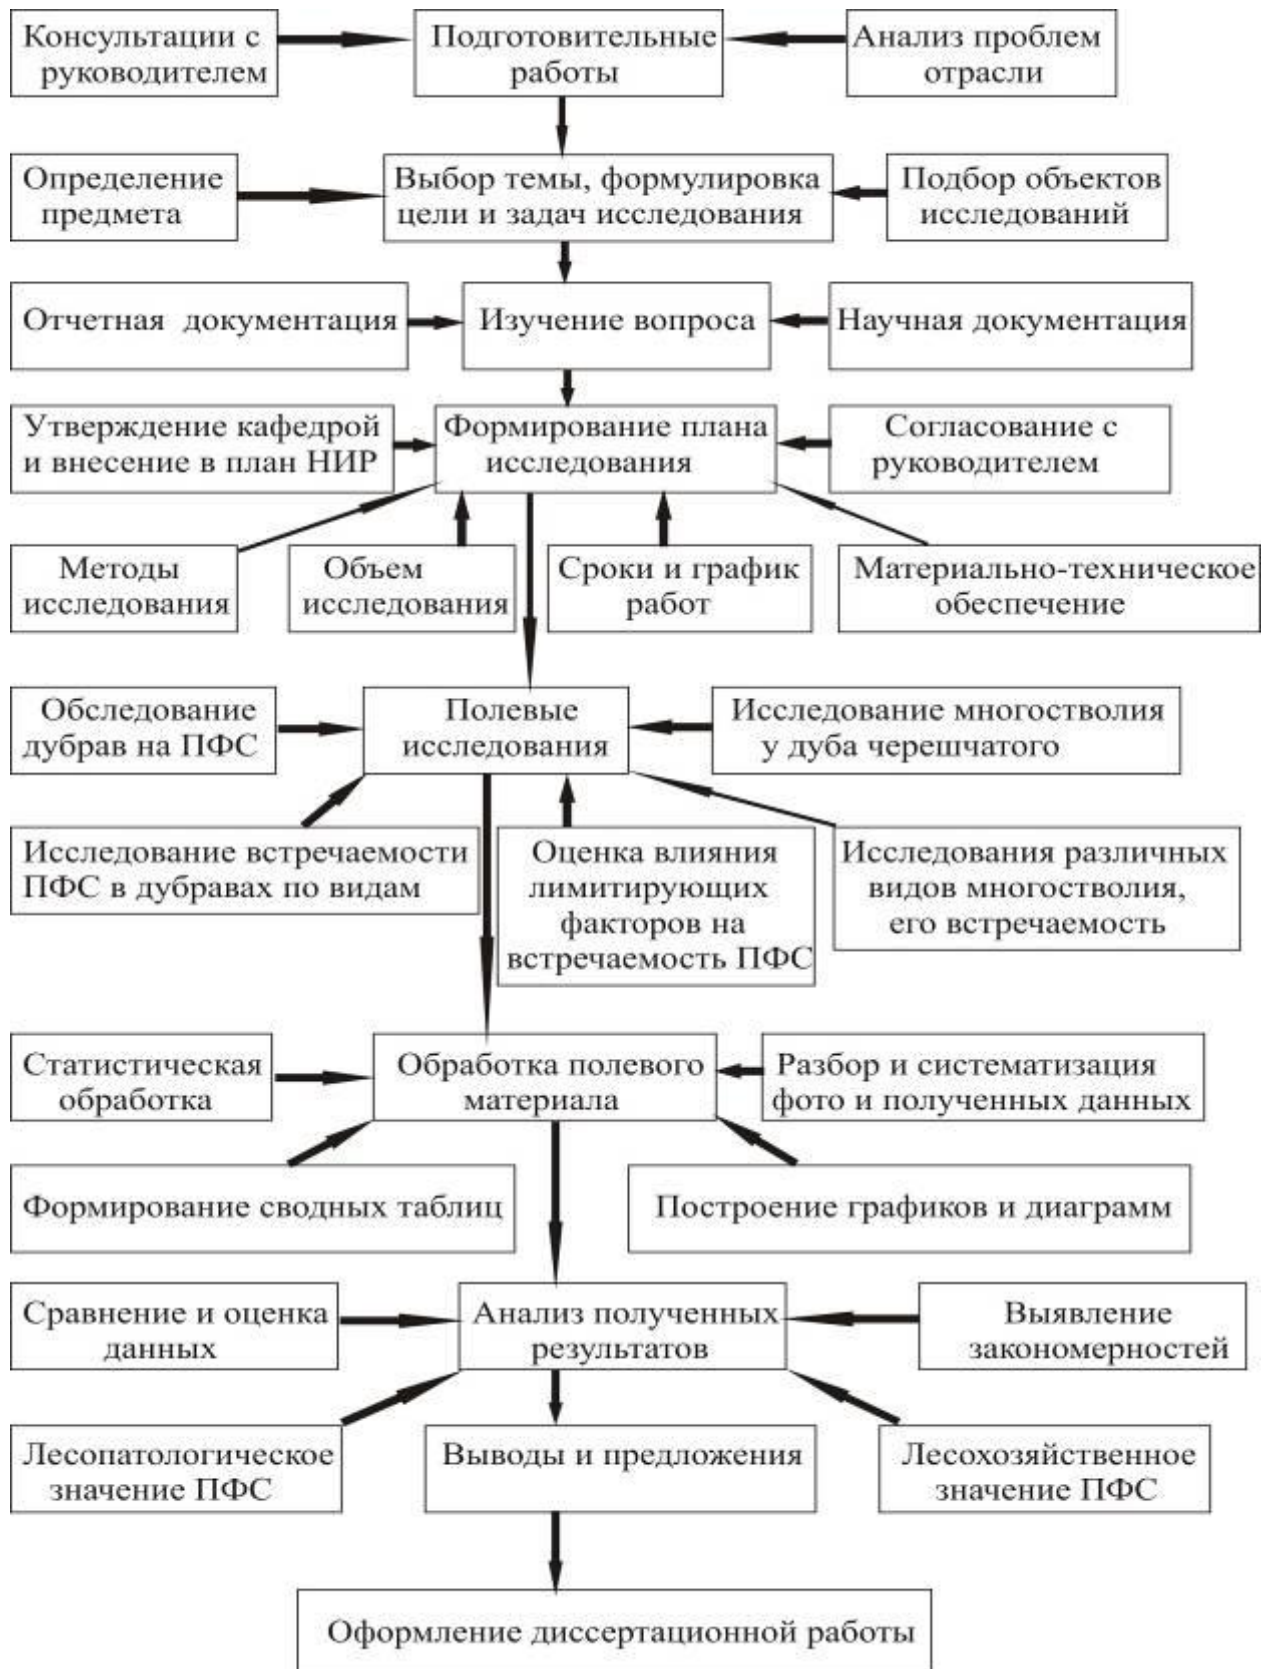 Консультации с
руководителем
Подготовительные
работы
Анализ проблем
отрасли
Определение
предмета
Выбор темы, формулировка
цели и задач исследования
Подбор объектов
исследований
Отчетная документация
Изучение вопроса
Научная документация
Утверждение кафедрой
и внесение в план НИР
Формирование плана
исследования
Согласование с
руководителем
Методы
исследования
Объем
исследования
Сроки и график
работ
Материально-техническое
обеспечение
Обследование
дубрав на ПФС
Полевые
исследования
Исследование многостволия
у дуба черешчатого
Исследование встречаемости
ПФС в дубравах по видам
Оценка влияния
лимитирующих
факторов на
встречаемость ПФС
Исследования различных
видов многостволия,
его встречаемость
Статистическая
обработка
Обработка полевого
материала
Разбор и систематизация
фото и полученных данных
Формирование сводных таблиц
Построение графиков и диаграмм
Сравнение и оценка
данных
Анализ полученных
результатов
Выявление
закономерностей
Лесопатологическое
значение ПФС
Выводы и предложения
Лесохозяйственное
значение ПФС
Оформление диссертационной работы